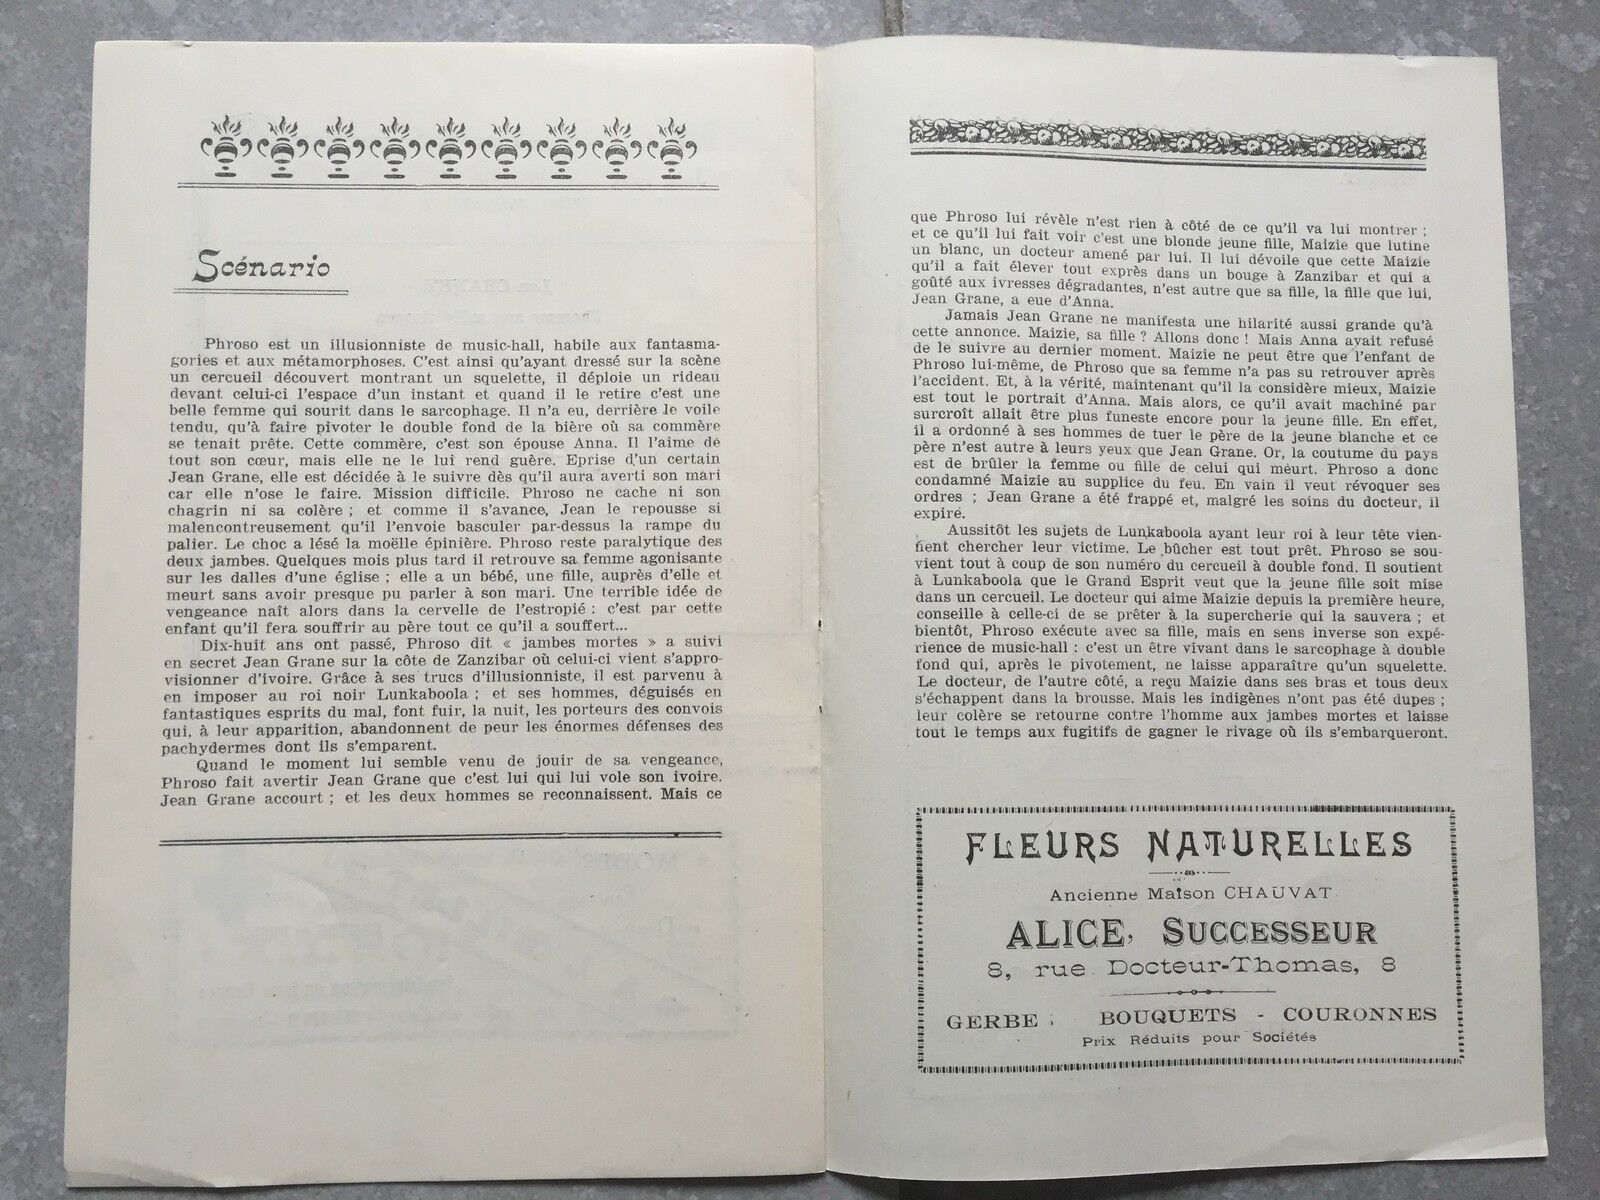 Scénario
Phroso est un illusionniste de music-hall, habile aux fantasma-
gories et aux métamorphoses. C'est ainsi qu'ayant dressé sur la scène
un cercueil découvert montrant un squelette, il déploie un rideau
devant celui-ci l'espace d'un instant et quand il le retire c'est une
belle femme qui sourit dans le sarcophage. Il n'a eu, derrière le voile
tendu, qu'à faire pivoter le double fond de la bière où sa commère
se tenait prête. Cette commère, c'est son épouse Anna. Il l'aime de
tout son cœur, mais elle ne le lui rend guère. Eprise d'un certain
Jean Grane, elle est décidée à le suivre dès qu'il aura averti son mari
car elle n'ose le faire. Mission difficile. Phroso ne cache ni son
chagrin ni sa colère ; et comme il s'avance, Jean le repousse si
malencontreusement qu'il l'envoie basculer par-dessus la rampe du
palier. Le choc a lésé la moëlle épinière. Phroso reste paralytique des
deux jambes. Quelques mois plus tard il retrouve sa femme agonisante
sur les dalles d'une église ; elle a un bébé, une fille, auprès d'elle et
meurt sans avoir presque pu parler à son mari. Une terrible idée de
vengeance naît alors dans la cervelle de l'estropié : c'est par cette
enfant qu'il fera souffrir au père tout ce qu'il a souffert...
Dix-huit ans ont passé, Phroso dit « jambes mortes » a suivi
en secret Jean Grane sur la côte de Zanzibar où celui-ci vient s'appro-
visionner d'ivoire. Grâce à ses trucs d'illusionniste, il est parvenu à
en imposer au roi noir Lunkaboola ; et ses hommes, déguisés en
fantastiques esprits du mal, font fuir, la nuit, les porteurs des convois
qui, à leur apparition, abandonnent de peur les énormes défenses des
pachydermes dont ils s'emparent.
Quand le moment lui semble venu de jouir de sa vengeance,
Phroso fait avertir Jean Grane que c'est lui qui lui vole son ivoire.
Jean Grane accourt ; et les deux hommes se reconnaissent. Mais ce
que Phroso lui révèle n'est rien à côté de ce qu'il va lui montrer ;
et ce qu'il lui fait voir c'est une blonde jeune fille, Maizie que lutine
un blanc, un docteur amené par lui. Il lui dévoile que cette Maizie
qu'il a fait élever tout exprès dans un bouge à Zanzibar et qui a
goûté aux ivresses dégradantes, n'est autre que sa fille, la fille que lui,
Jean Grane, a eue d'Anna.
Jamais Jean Grane ne manifesta une hilarité aussi grande qu'à
cette annonce. Maizie, sa fille ? Allons donc ! Mais Anna avait refusé
de le suivre au dernier moment. Maizie ne peut être que l'enfant de
Phroso lui-même, de Phroso que sa femme n'a pas su retrouver après
l'accident. Et, à la vérité, maintenant qu'il la considère mieux, Maizie
est tout le portrait d'Anna. Mais alors, ce qu'il avait machiné par
surcroît allait être plus funeste encore pour la jeune fille. En effet,
il a ordonné à ses hommes de tuer le père de la jeune blanche et ce
père n'est autre à leurs yeux que Jean Grane. Or, la coutume du pays
est de brûler la femme ou fille de celui qui meurt. Phroso a donc
condamné Maizie au supplice du feu. En vain il veut révoquer ses
ordres ; Jean Grane a été frappé et, malgré les soins du docteur, il
expire.
Aussitôt les sujets de Lunkaboola ayant leur roi à leur tête vien-
nent chercher leur victime. Le bûcher est tout prêt. Phroso se sou-
vient tout à coup de son numéro du cercueil à double fond. Il soutient
à Lunkaboola que le Grand Esprit veut que la jeune fille soit mise
dans un cercueil. Le docteur qui aime Maizie depuis la première heure,
conseille à celle-ci de se prêter à la supercherie qui la sauvera ; et
bientôt, Phroso exécute avec sa fille, mais en sens inverse son expé-
rience de music-hall : c'est un être vivant dans le sarcophage à double
fond qui, après le pivotement, ne laisse apparaître qu'un squelette.
Le docteur, de l'autre côté, a reçu Maizie dans ses bras et tous deux
s'échappent dans la brousse. Mais les indigènes n'ont pas été dupes ;
leur colère se retourne contre l'homme aux jambes mortes et laisse
tout le temps aux fugitifs de gagner le rivage où ils s'embarqueront.
FLEURS NATURELLES
Ancienne Maison CHAUVAT
ALICE, SUCCESSEUR
8, rue Docteur-Thomas, 8
GERBE BOUQUETS - COURONNES
Prix Réduits pour Sociétés